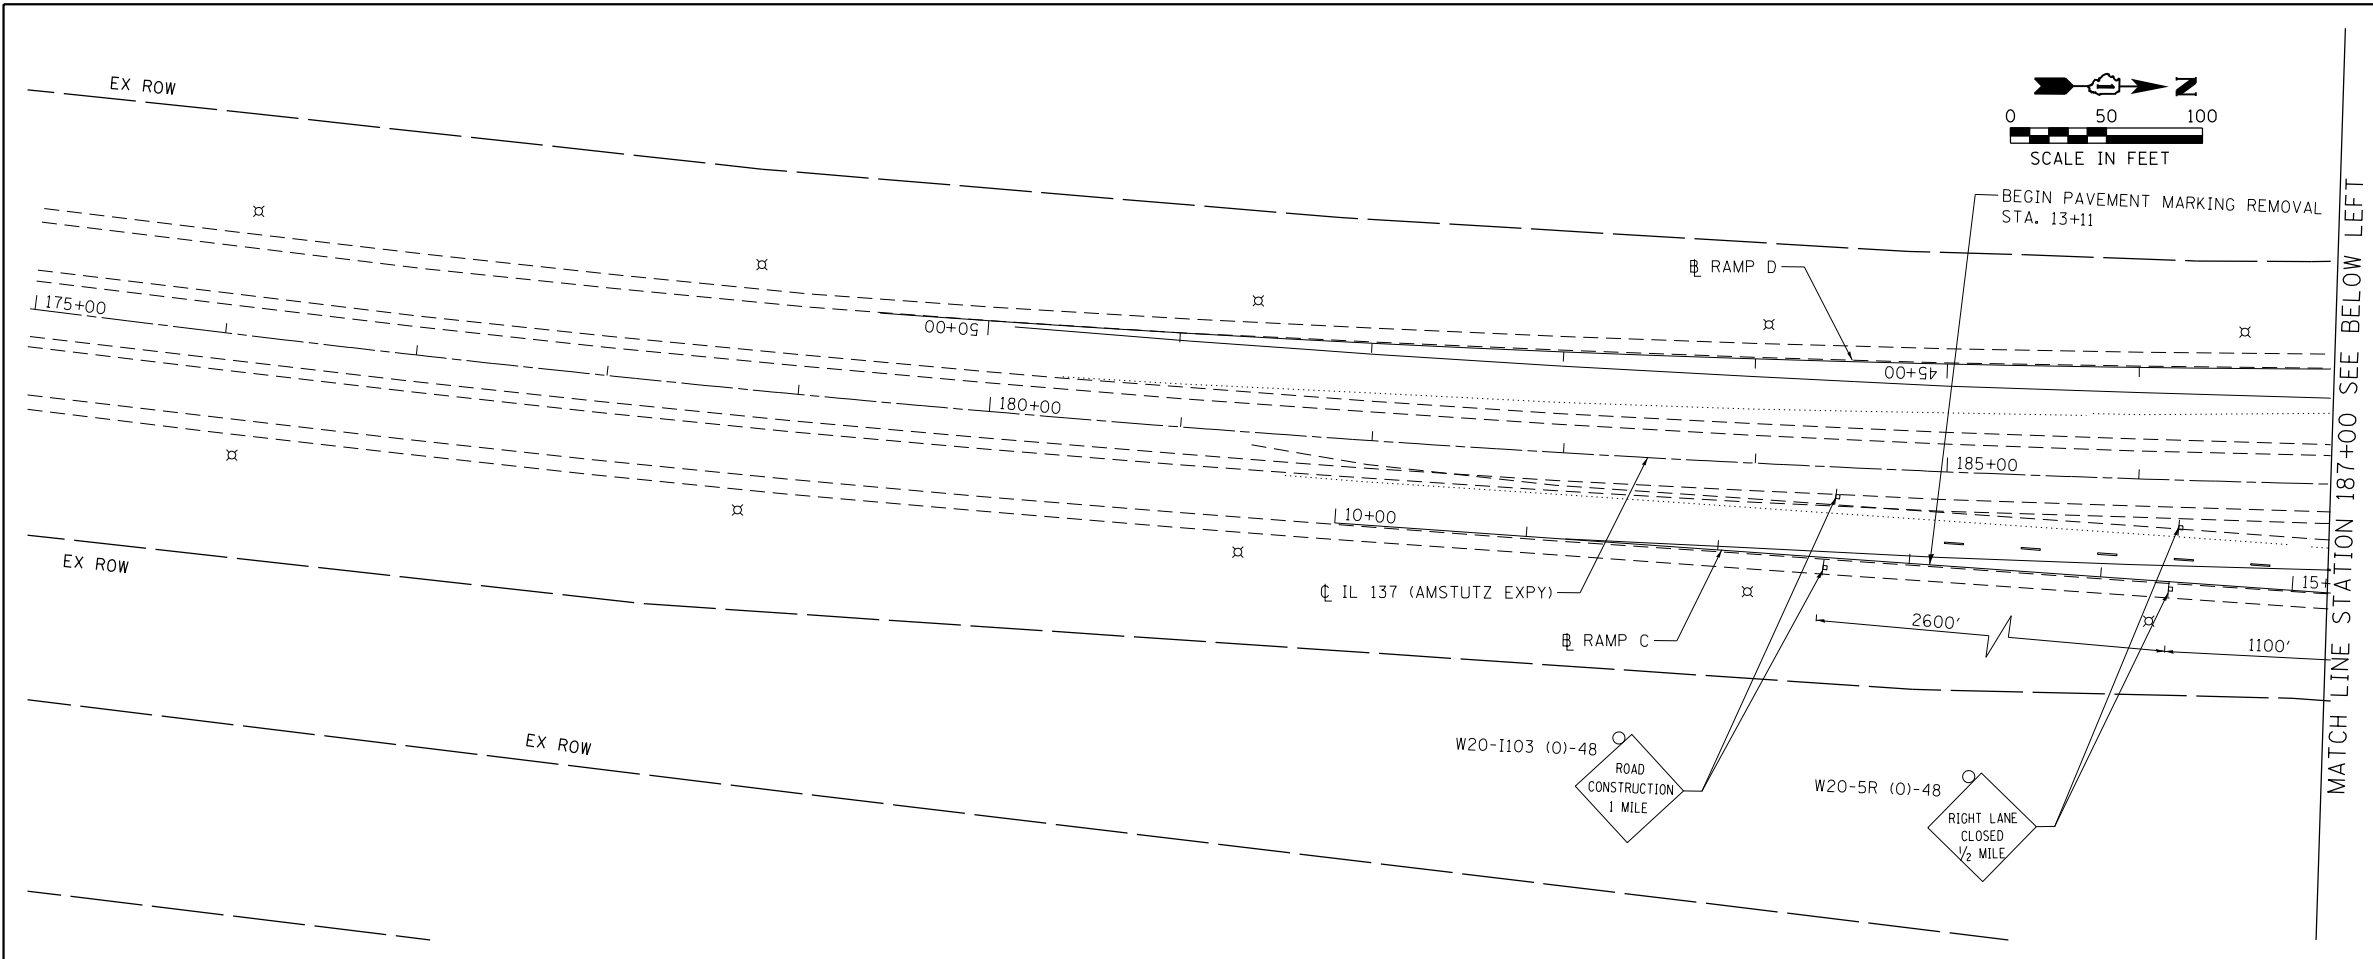 EX ROW
N
0 50 100
SCALE IN FEET
BEGIN PAVEMENT MARKING REMOVAL
STA. 13+11
℄ RAMP D
175+00
50+00
45+00
180+00
185+00
10+00
15+
℄ IL 137 (AMSTUTZ EXPY)
RAMP C
2600'
1100'
EX ROW
EX ROW
W20-I103 (O)-48
ROAD
CONSTRUCTION
1 MILE
W20-5R (O)-48
RIGHT LANE
CLOSED
1/2 MILE
MATCH LINE STATION 187+00 SEE BELOW LEFT